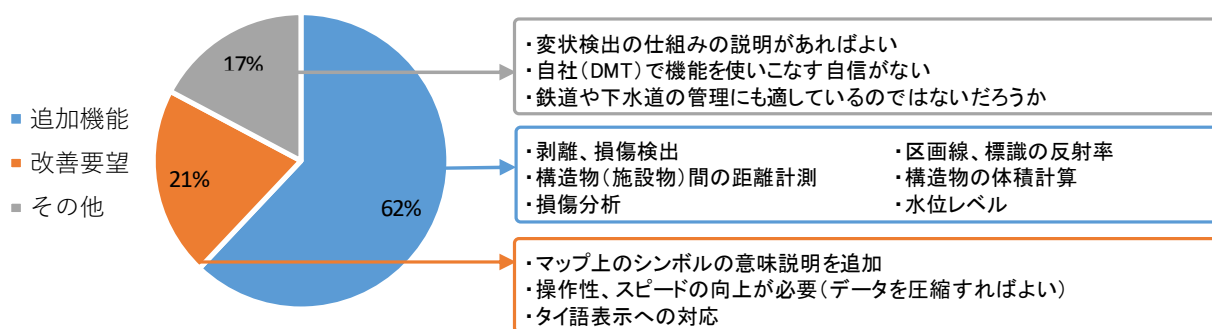 追加機能
改善要望
その他
17%
21%
62%
・変状検出の仕組みの説明があればよい
・自社（DMT）で機能を使いこなす自信がない
・鉄道や下水道の管理にも適しているのではないだろうか
・剥離、損傷検出
・構造物（施設物）間の距離計測
・損傷分析
・区画線、標識の反射率
・構造物の体積計算
・水位レベル
・マップ上のシンボルの意味説明を追加
・操作性、スピードの向上が必要（データを圧縮すればよい）
・タイ語表示への対応